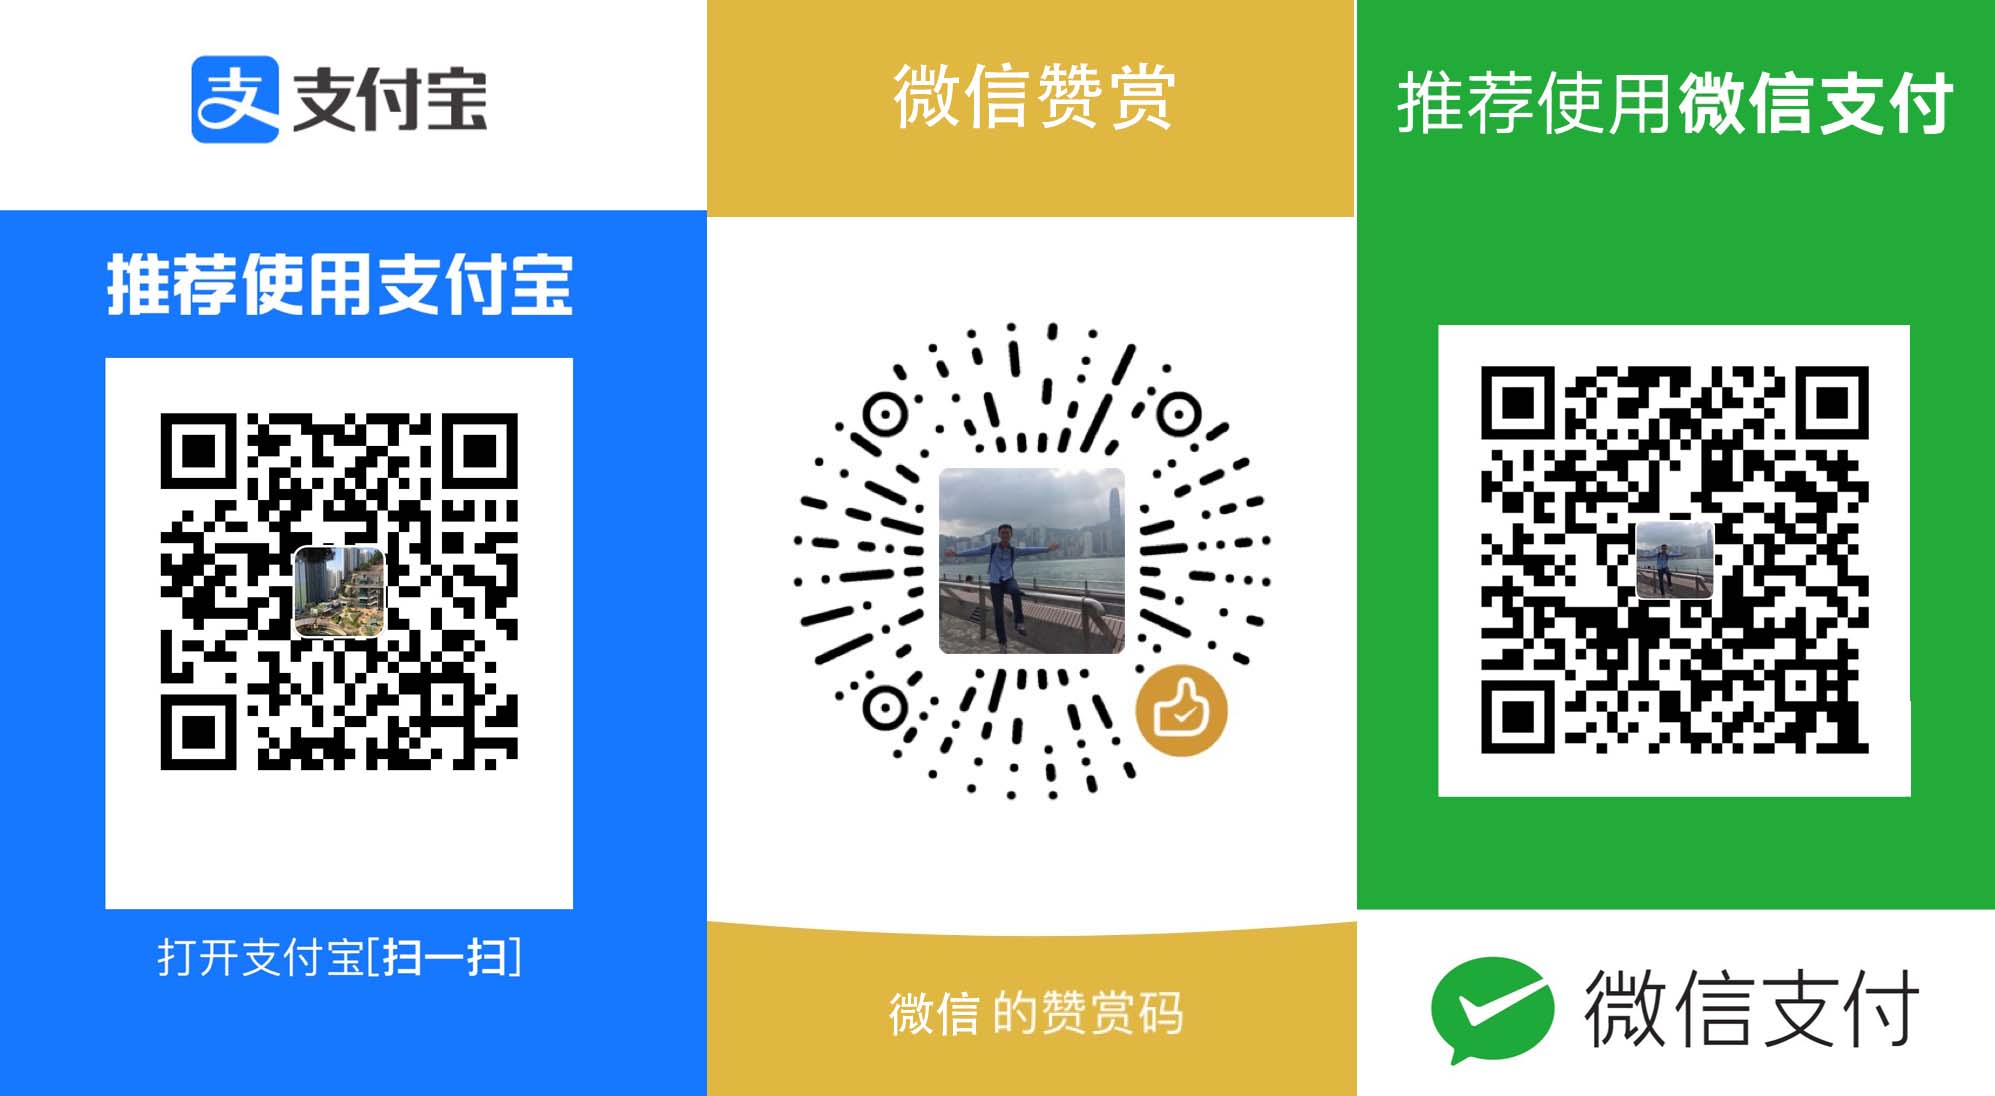 支 支付宝
推荐使用支付宝
打开支付宝[扫一扫]
微信赞赏
微信 的赞赏码
推荐使用微信支付
微信支付